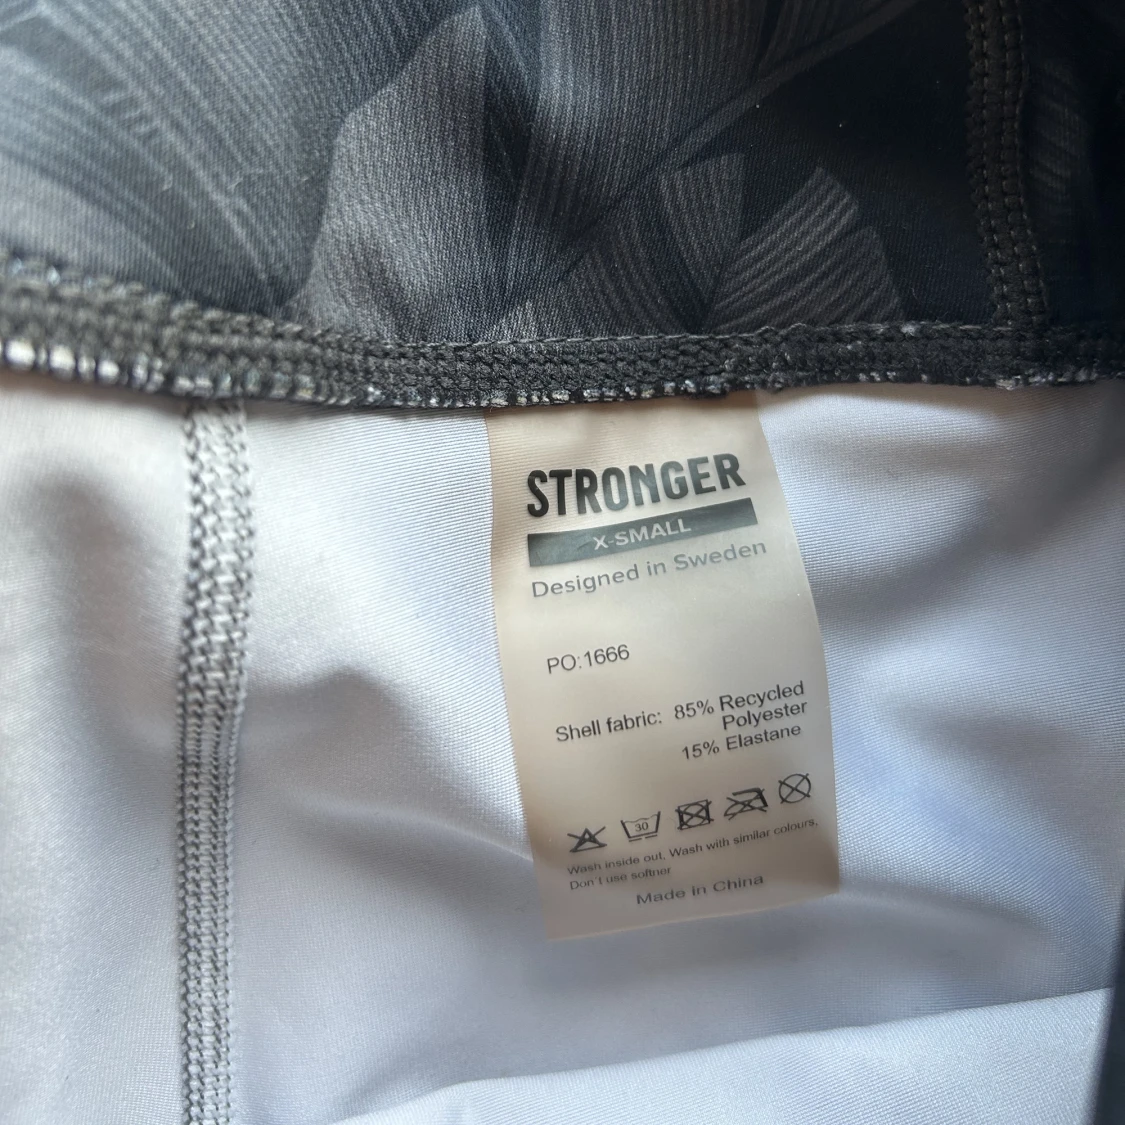 STRONGER
X-SMALL
Designed in Sweden
PO:1666
Shell fabric: 85% Recycled
Polyester
15% Elastane
30
Wash inside out, Wash with similar colours,
Don't use softner
Made in China